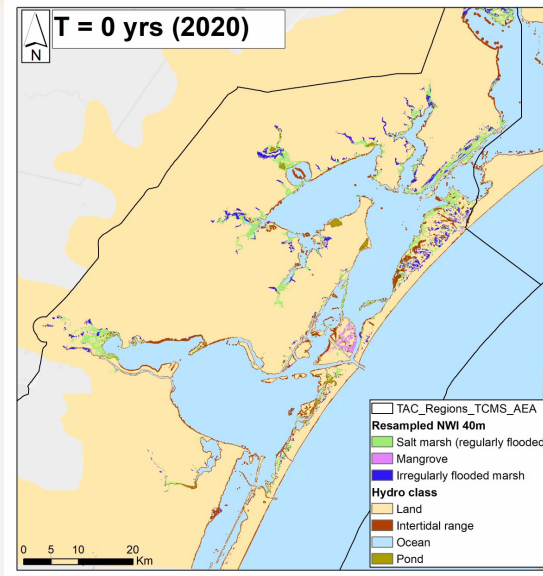 T = 0 yrs (2020)
N
TAC_Regions_TCMS_AEA
Resampled NWI 40m
Salt marsh (regularly flooded
Mangrove
Irregularly flooded marsh
Hydro class
Land
Intertidal range
Ocean
Pond
0 5 10 20
Km